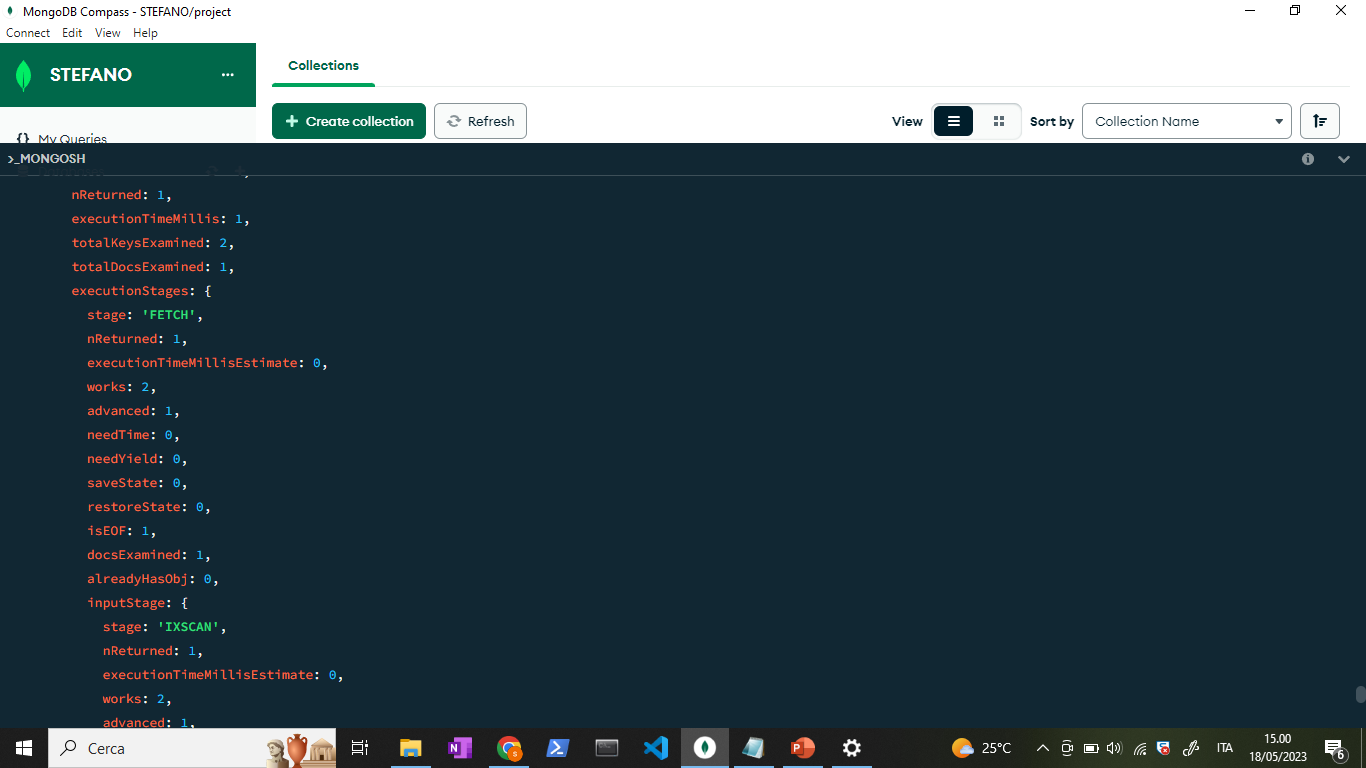 MongoDB Compass - STEFANO/project
Connect Edit View Help
STEFANO
Collections
Create collection
Refresh
View
Sort by
Collection Name
{} My Queries
>_MONGOSH
nReturned: 1,
executionTimeMillis: 1,
totalKeysExamined: 2,
totalDocsExamined: 1,
executionStages: {
stage: 'FETCH',
nReturned: 1,
executionTimeMillisEstimate: 0,
works: 2,
advanced: 1,
needTime: 0,
needYield: 0,
saveState: 0,
restoreState: 0,
isEOF: 1,
docsExamined: 1,
alreadyHasObj: 0,
inputStage: {
stage: 'IXSCAN',
nReturned: 1,
executionTimeMillisEstimate: 0,
works: 2,
advanced: 1,
Cerca
25°C
ITA
15.00
18/05/2023
6